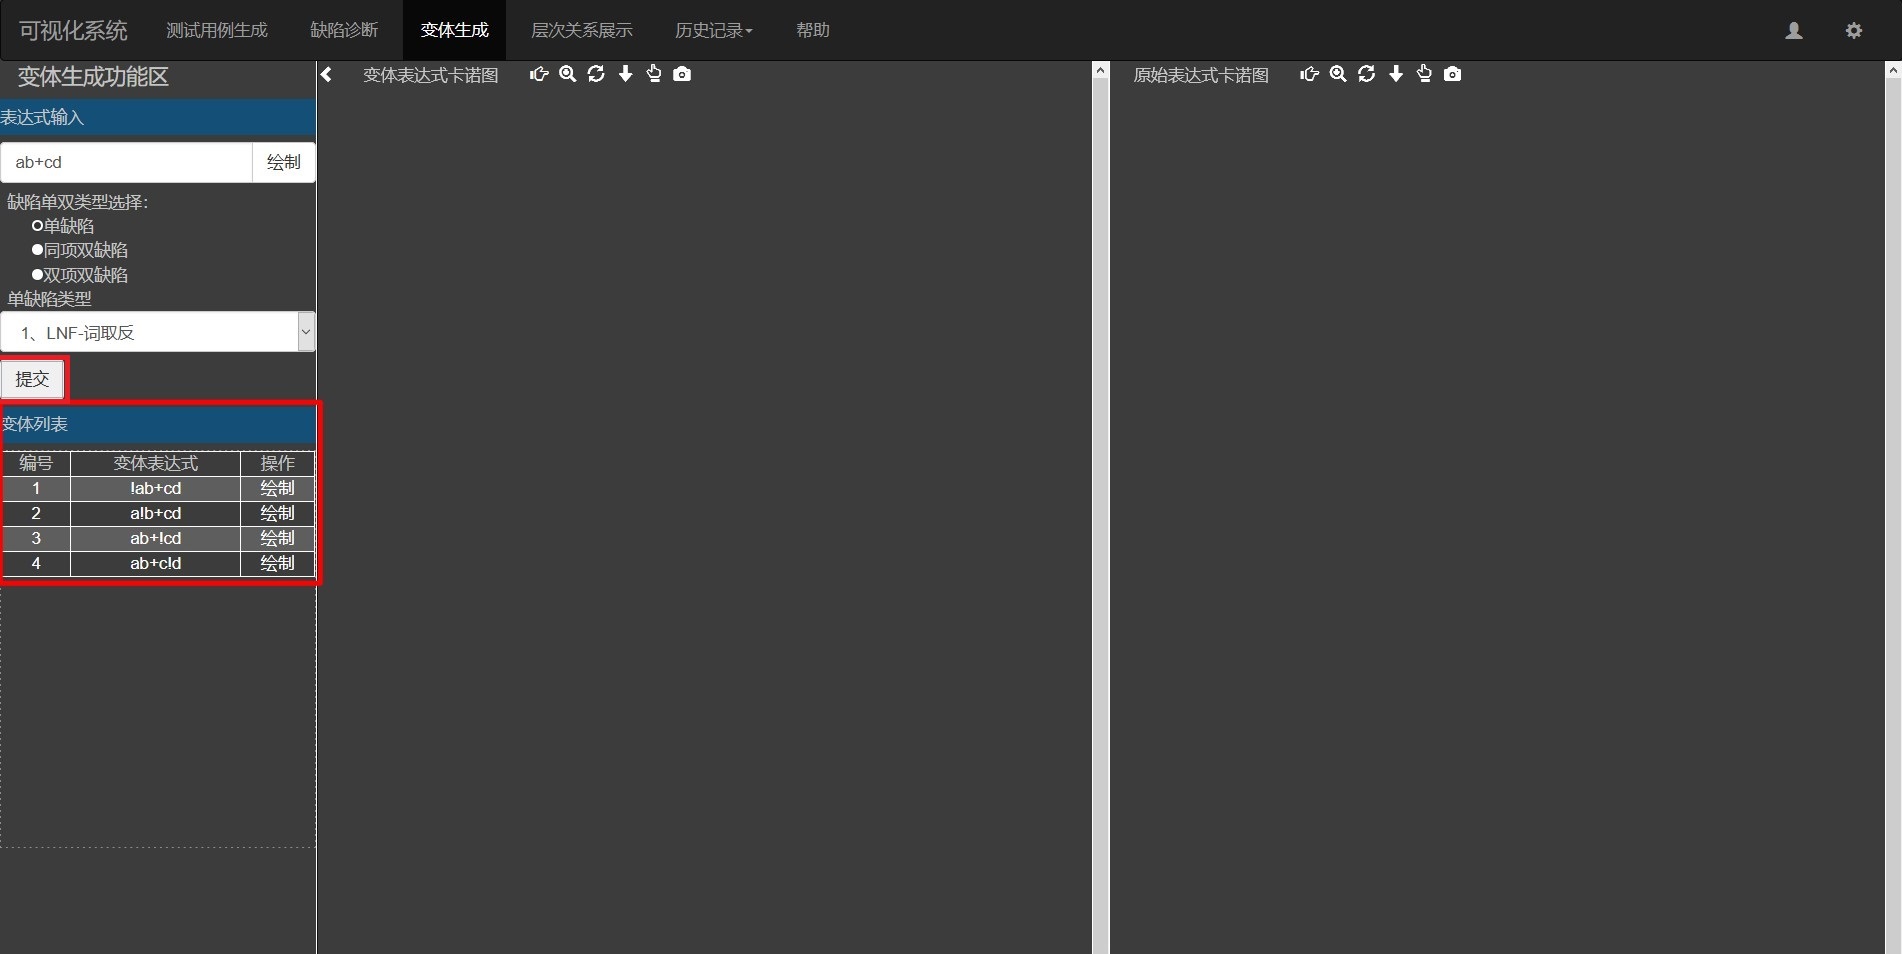 可视化系统 测试用例生成 缺陷诊断 变体生成 层次关系展示 历史记录 帮助
变体生成功能区
变体表达式卡诺图
原始表达式卡诺图
表达式输入
ab+cd 绘制
缺陷单双类型选择:
单缺陷
同项双缺陷
双项双缺陷
单缺陷类型
1、LNF-词取反
提交
变体列表
编号 变体表达式 操作
1 !ab+cd 绘制
2 a!b+cd 绘制
3 ab+!cd 绘制
4 ab+c!d 绘制